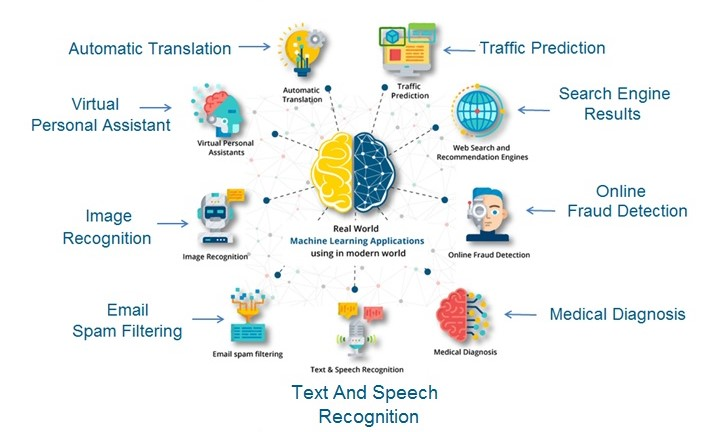 Automatic Translation
Traffic Prediction
Automatic
Translation
Traffic
Prediction
Virtual
Personal Assistant
Search Engine
Results
Virtual Personal
Assistants
Web Search and
Recommendation Engines
Image
Recognition
Online
Fraud Detection
Real World
Machine Learning Applications
using in modern world
Image Recognition
Online Fraud Detection
Email
Spam Filtering
Medical Diagnosis
Email spam filtering
Text & Speech Recognition
Medical Diagnosis
Text And Speech
Recognition